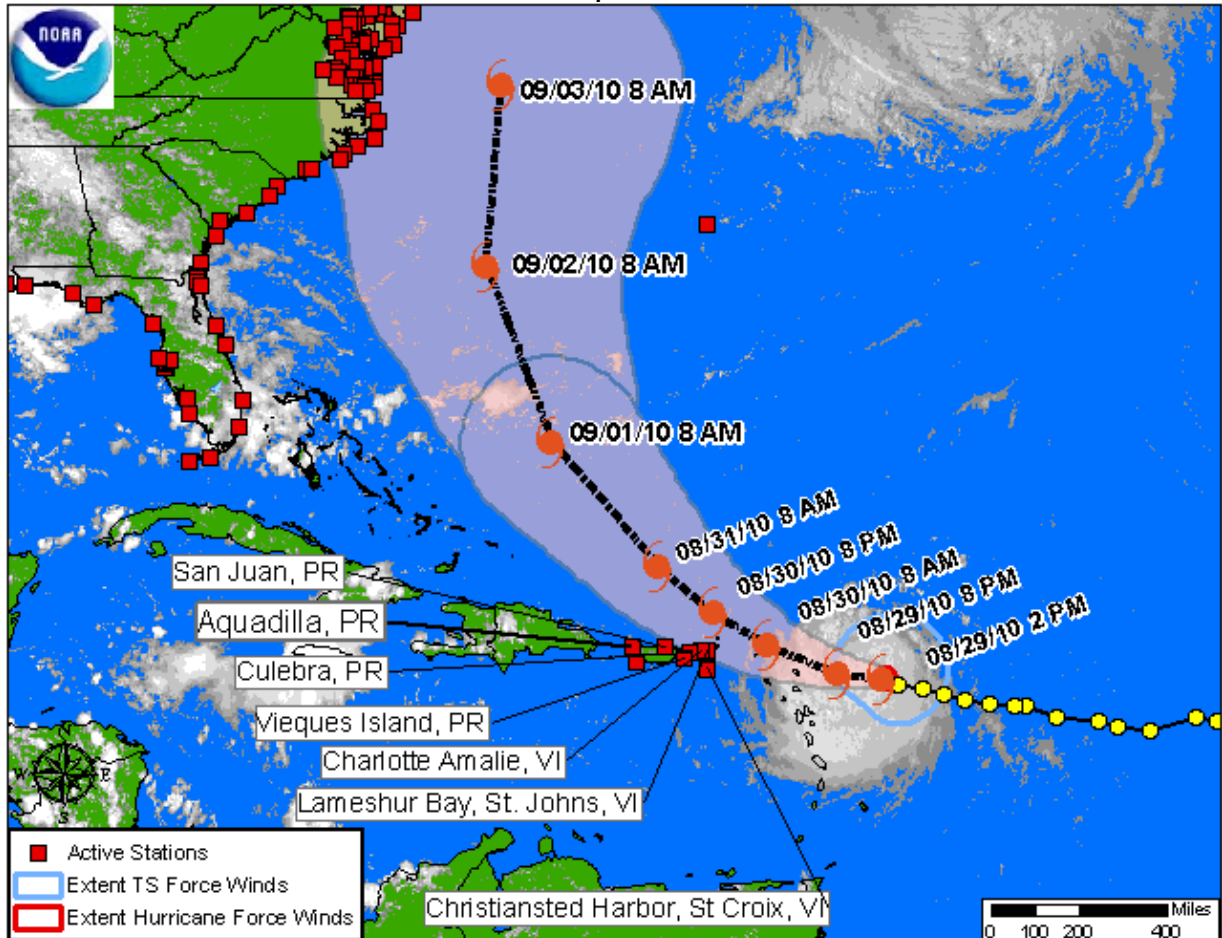 NOAA
09/03/10 8 AM
09/02/10 8 AM
09/01/10 8 AM
08/31/10 8 AM
08/30/10 8 PM
08/30/10 8 AM
08/29/10 8 PM
08/29/10 2 PM
San Juan, PR
Aquadilla, PR
Culebra, PR
Vieques Island, PR
Charlotte Amalie, VI
Lameshur Bay, St. Johns, VI
Christiansted Harbor, St Croix, VI
N
W E
S
Active Stations
Extent TS Force Winds
Extent Hurricane Force Winds
Miles
0 100 200 400